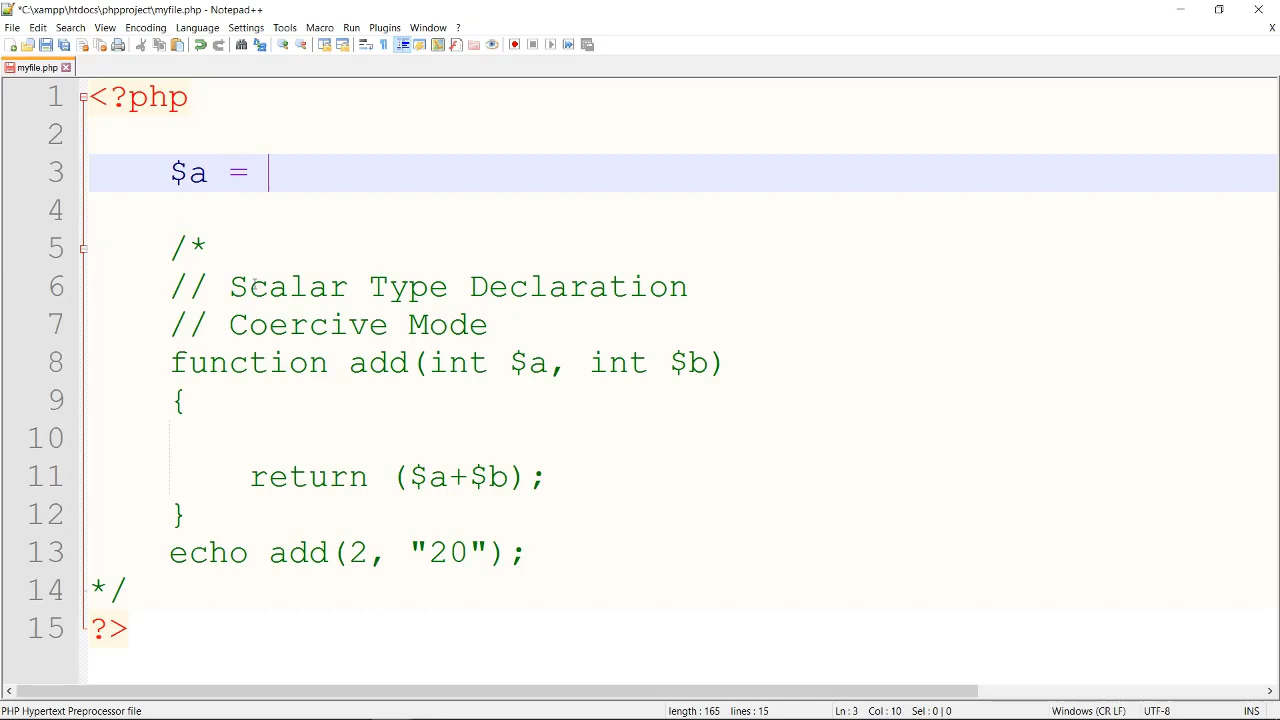 *C:\xampp\htdocs\phpproject\myfile.php - Notepad++
File Edit Search View Encoding Language Settings Tools Macro Run Plugins Window ? X
myfile.php
1 <?php
2
3 $a =
4
5 /*
6 // Scalar Type Declaration
7 // Coercive Mode
8 function add(int $a, int $b)
9 {
10
11 return ($a+$b);
12 }
13 echo add(2, "20");
14 */
15 ?>
PHP Hypertext Preprocessor file length : 165 lines : 15 Ln : 3 Col : 10 Sel : 0 | 0 Windows (CR LF) UTF-8 INS